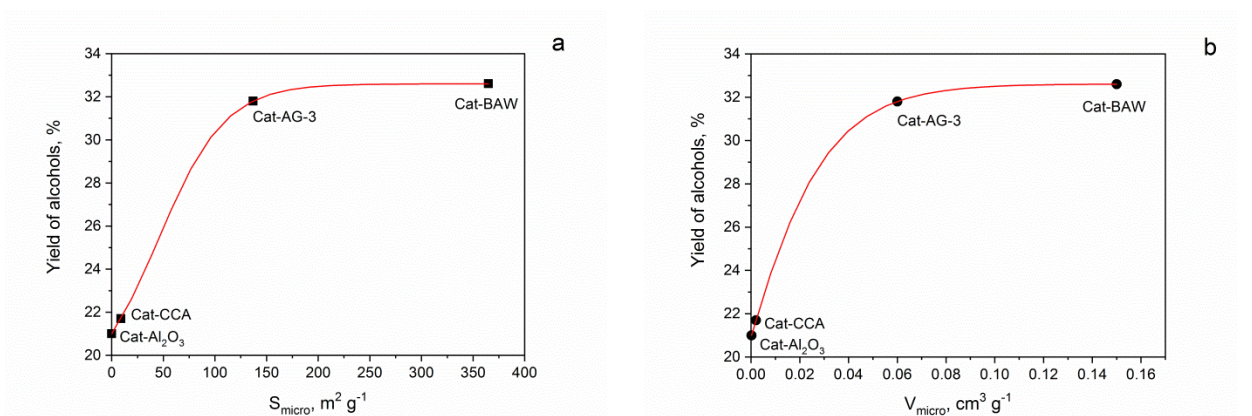 a
34
32
30
28
26
24
22
20
Yield of alcohols, %
Cat-BAW
Cat-AG-3
Cat-CCA
Cat-Al₂O₃
0 50 100 150 200 250 300 350 400
S_micro, m² g⁻¹
b
34
32
30
28
26
24
22
20
Yield of alcohols, %
Cat-BAW
Cat-AG-3
Cat-CCA
Cat-Al₂O₃
0.00 0.02 0.04 0.06 0.08 0.10 0.12 0.14 0.16
V_micro, cm³ g⁻¹